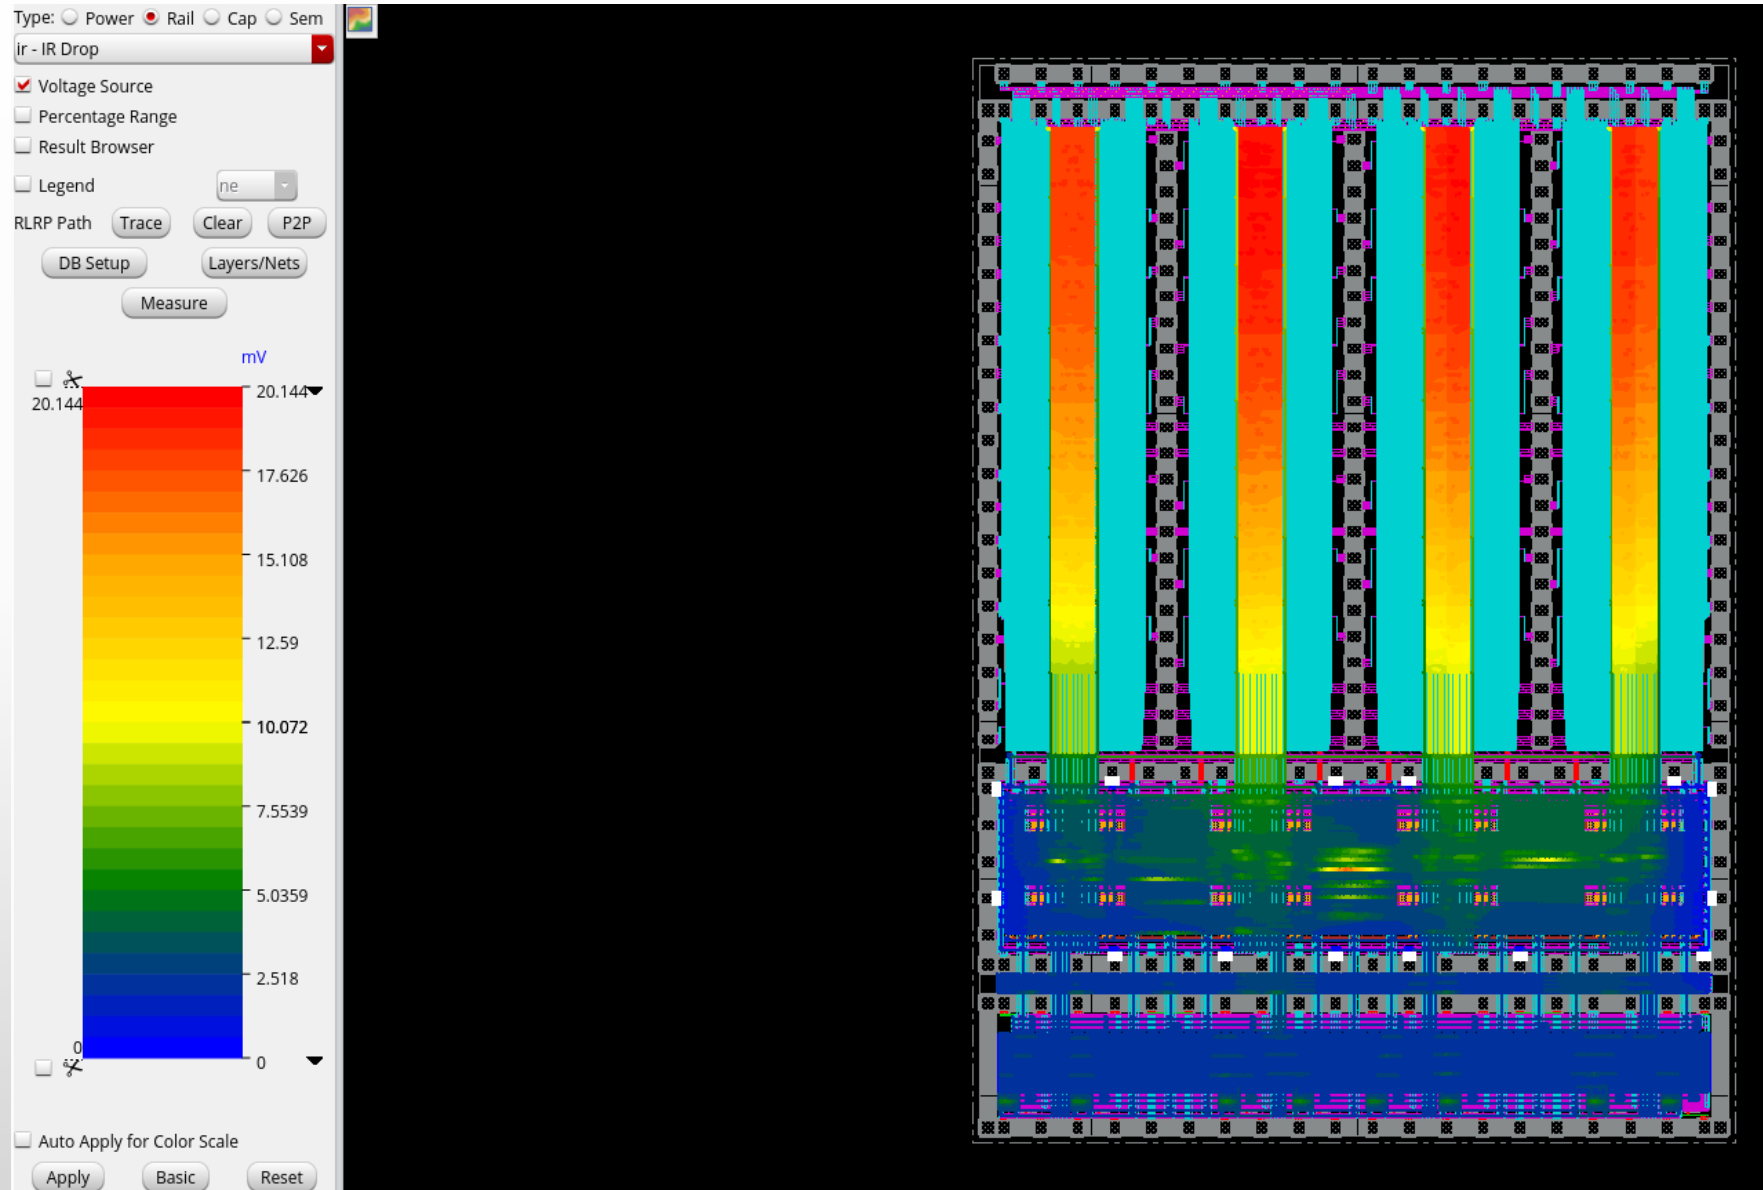 Type: Power Rail Cap Sem
ir - IR Drop
Voltage Source
Percentage Range
Result Browser
Legend ne
RLRP Path Trace Clear P2P
DB Setup Layers/Nets
Measure
mV
20.144
20.144
17.626
15.108
12.59
10.072
7.5539
5.0359
2.518
0
0
Auto Apply for Color Scale
Apply Basic Reset